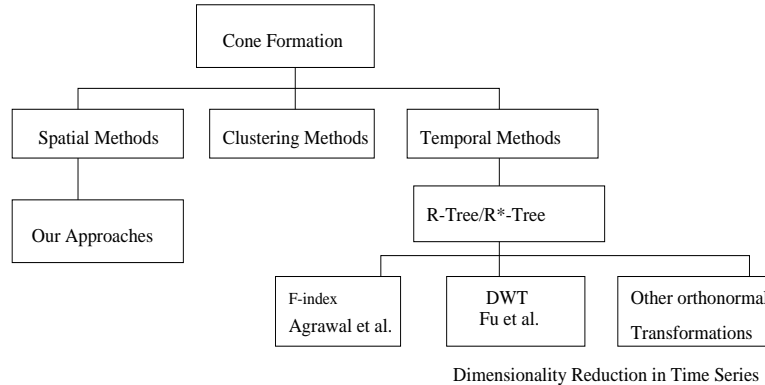 Cone Formation
Spatial Methods
Clustering Methods
Temporal Methods
Our Approaches
R-Tree/R*-Tree
F-index
Agrawal et al.
DWT
Fu et al.
Other orthonormal
Transformations
Dimensionality Reduction in Time Series